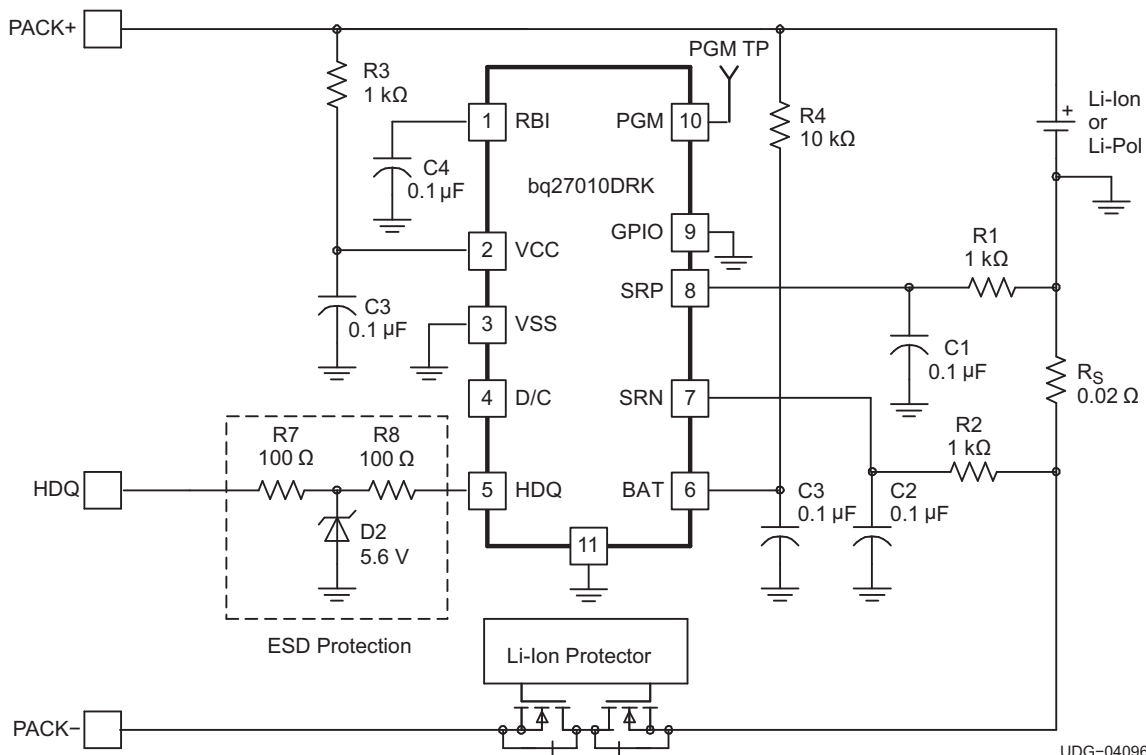 PACK+
PGM TP
R3
1 kΩ
1
RBI
PGM
10
R4
10 kΩ
+
Li-Ion
or
Li-Pol
C4
0.1 µF
bq27010DRK
GPIO
9
R1
1 kΩ
2
VCC
SRP
8
C3
0.1 µF
3
VSS
C1
0.1 µF
RS
0.02 Ω
4
D/C
SRN
7
R7
100 Ω
R8
100 Ω
R2
1 kΩ
HDQ
5
HDQ
BAT
6
C3
0.1 µF
C2
0.1 µF
D2
5.6 V
11
ESD Protection
Li-Ion Protector
PACK−
UDG−04096